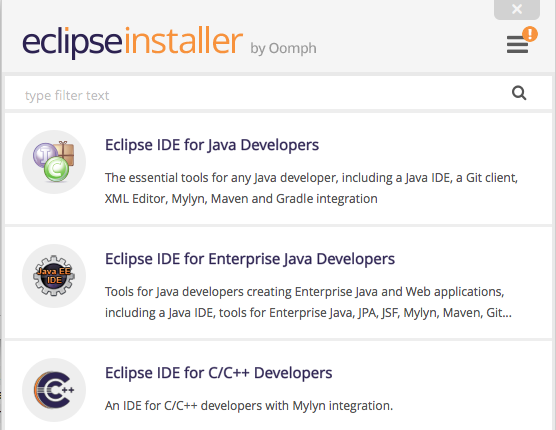 eclipseinstaller by Oomph
type filter text
Eclipse IDE for Java Developers
The essential tools for any Java developer, including a Java IDE, a Git client,
XML Editor, Mylyn, Maven and Gradle integration
Java EE
IDE
Eclipse IDE for Enterprise Java Developers
Tools for Java developers creating Enterprise Java and Web applications,
including a Java IDE, tools for Enterprise Java, JPA, JSF, Mylyn, Maven, Git...
C++
Eclipse IDE for C/C++ Developers
An IDE for C/C++ developers with Mylyn integration.